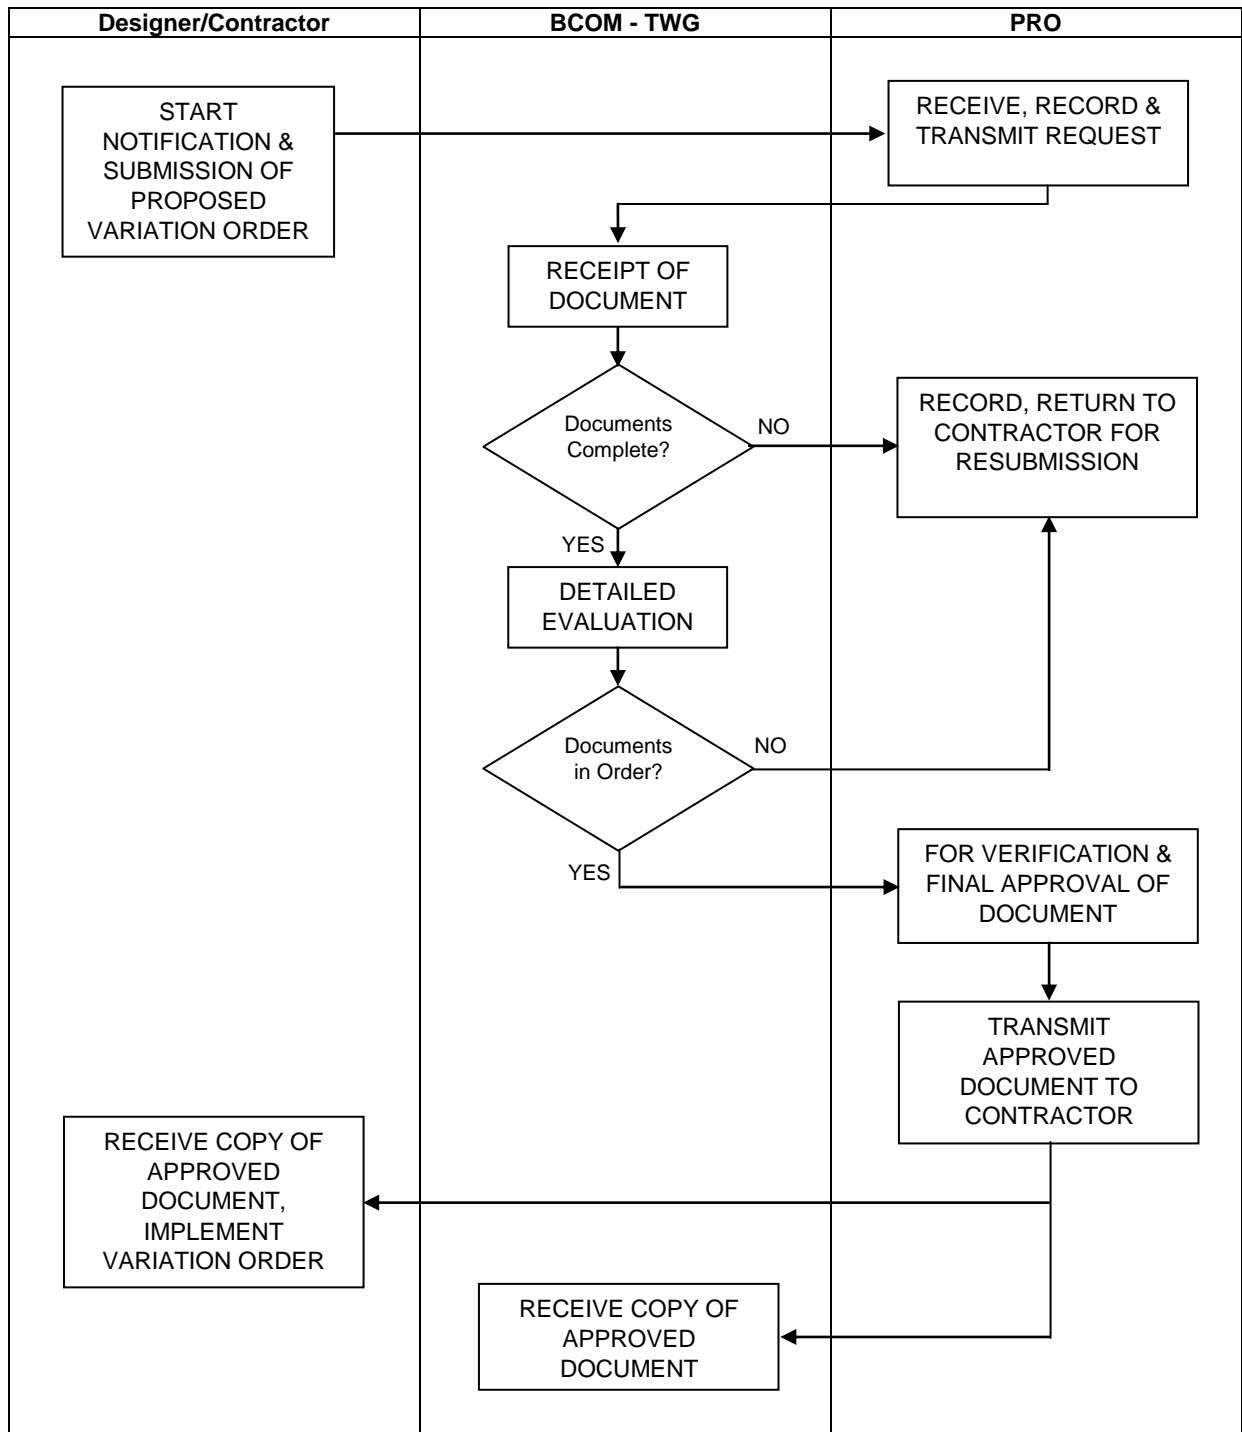 Designer/Contractor
BCOM - TWG
PRO
START
NOTIFICATION &
SUBMISSION OF
PROPOSED
VARIATION ORDER
RECEIVE, RECORD &
TRANSMIT REQUEST
RECEIPT OF
DOCUMENT
Documents
Complete?
NO
RECORD, RETURN TO
CONTRACTOR FOR
RESUBMISSION
YES
DETAILED
EVALUATION
Documents
in Order?
NO
YES
FOR VERIFICATION &
FINAL APPROVAL OF
DOCUMENT
TRANSMIT
APPROVED
DOCUMENT TO
CONTRACTOR
RECEIVE COPY OF
APPROVED
DOCUMENT,
IMPLEMENT
VARIATION ORDER
RECEIVE COPY OF
APPROVED
DOCUMENT